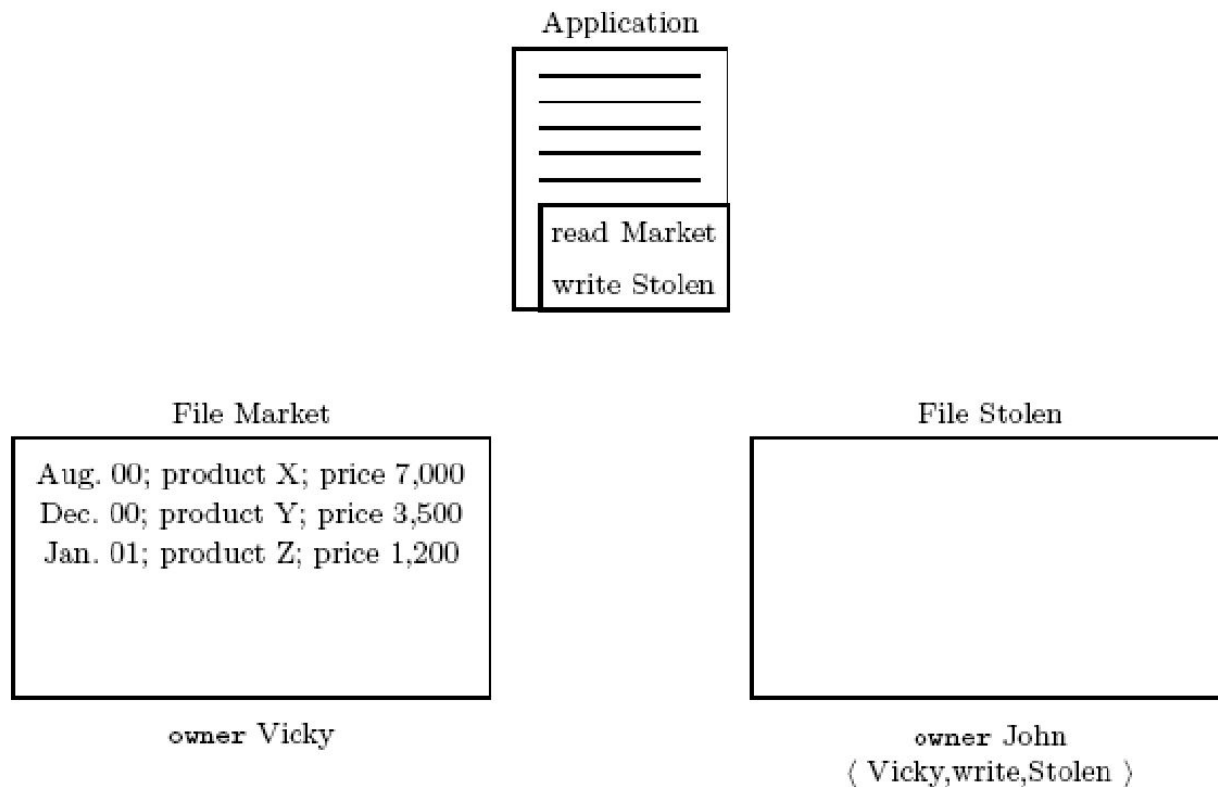 Application
read Market
write Stolen
File Market
Aug. 00; product X; price 7,000
Dec. 00; product Y; price 3,500
Jan. 01; product Z; price 1,200
owner Vicky
File Stolen
owner John
⟨ Vicky,write,Stolen ⟩